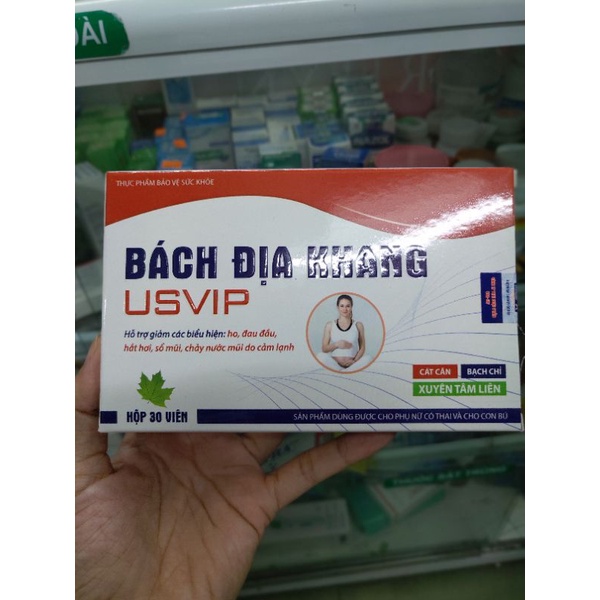 OÀI
THỰC PHẨM BẢO VỆ SỨC KHỎE
BÁCH ĐỊA KHANG
USVIP
Hỗ trợ giảm các biểu hiện: ho, đau đầu,
hắt hơi, sổ mũi, chảy nước mũi do cảm lạnh
CÁT CĂN
BẠCH CHỈ
XUYÊN TÂM LIÊN
HỘP 30 VIÊN
SẢN PHẨM DÙNG ĐƯỢC CHO PHỤ NỮ CÓ THAI VÀ CHO CON BÚ